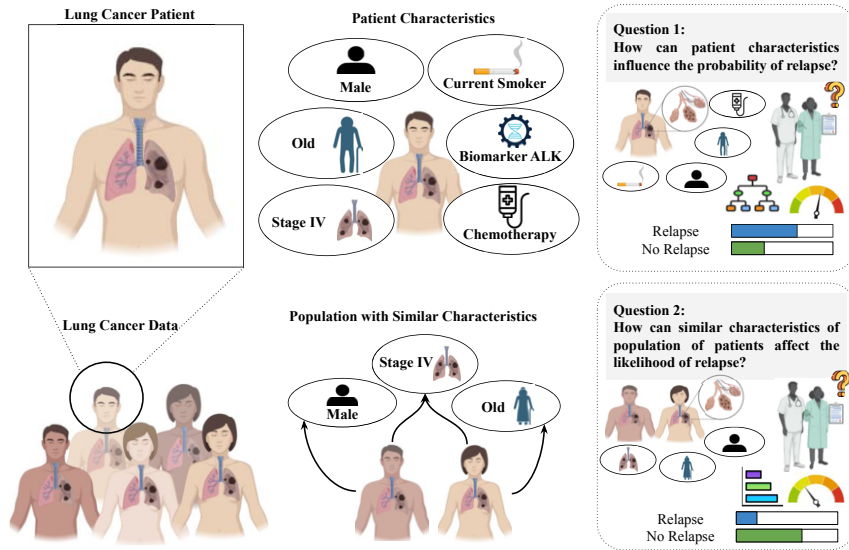 Lung Cancer Patient
Patient Characteristics
Male
Current Smoker
Old
Biomarker ALK
Stage IV
Chemotherapy
Question 1:
How can patient characteristics
influence the probability of relapse?
Relapse
No Relapse
Lung Cancer Data
Population with Similar Characteristics
Stage IV
Male
Old
Question 2:
How can similar characteristics of
population of patients affect the
likelihood of relapse?
Relapse
No Relapse